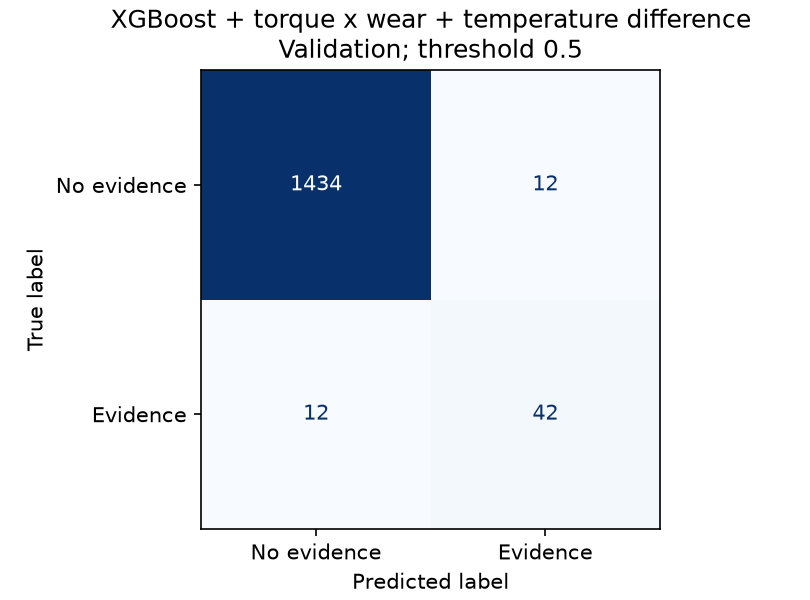 XGBoost + torque x wear + temperature difference
Validation; threshold 0.5
True label
No evidence
1434
12
Evidence
12
42
No evidence
Evidence
Predicted label